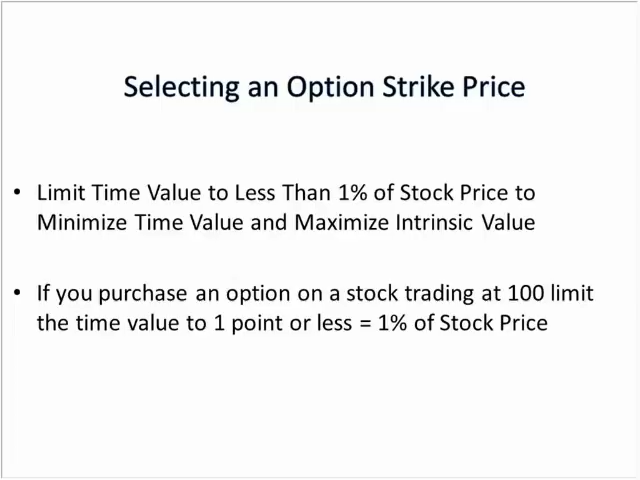 Selecting an Option Strike Price
• Limit Time Value to Less Than 1% of Stock Price to
Minimize Time Value and Maximize Intrinsic Value
• If you purchase an option on a stock trading at 100 limit
the time value to 1 point or less = 1% of Stock Price